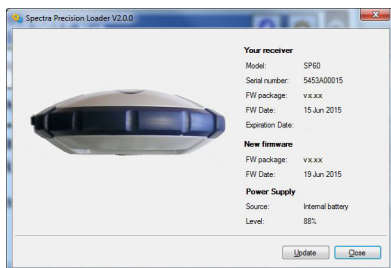 Spectra Precision Loader V2.0.0
Your receiver
Model: SP60
Serial number: 5453A00015
FW package: vx.xx
FW Date: 15 Jun 2015
Expiration Date:
New firmware
FW package: vx.xx
FW Date: 19 Jun 2015
Power Supply
Source: Internal battery
Level: 88%
Update Close